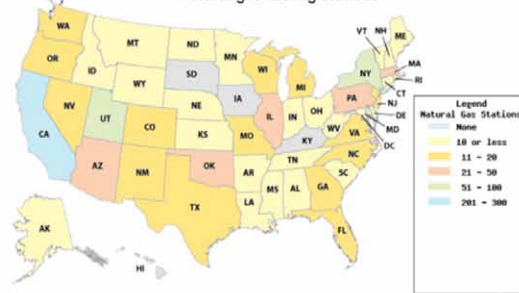 WA
OR
CA
NV
ID
MT
WY
UT
AZ
CO
NM
ND
SD
NE
KS
OK
TX
MN
IA
MO
AR
LA
WI
IL
MI
IN
OH
KY
TN
MS
AL
GA
FL
SC
NC
VA
WV
PA
NY
VT
NH
ME
MA
RI
CT
NJ
DE
MD
DC
AK
HI
Legend
Natural Gas Stations
None
10 or less
11 - 20
21 - 50
51 - 100
201 - 300